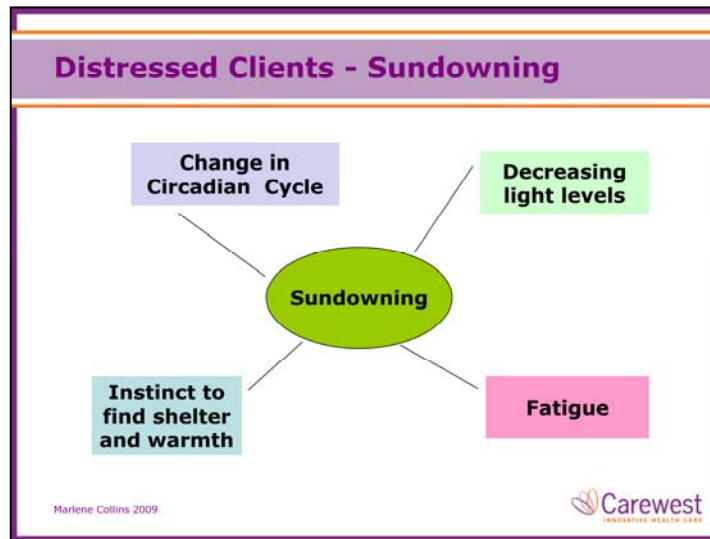 Distressed Clients - Sundowning
Change in
Circadian Cycle
Decreasing
light levels
Sundowning
Instinct to
find shelter
and warmth
Fatigue
Marlene Collins 2009
Carewest
INNOVATIVE HEALTH CARE